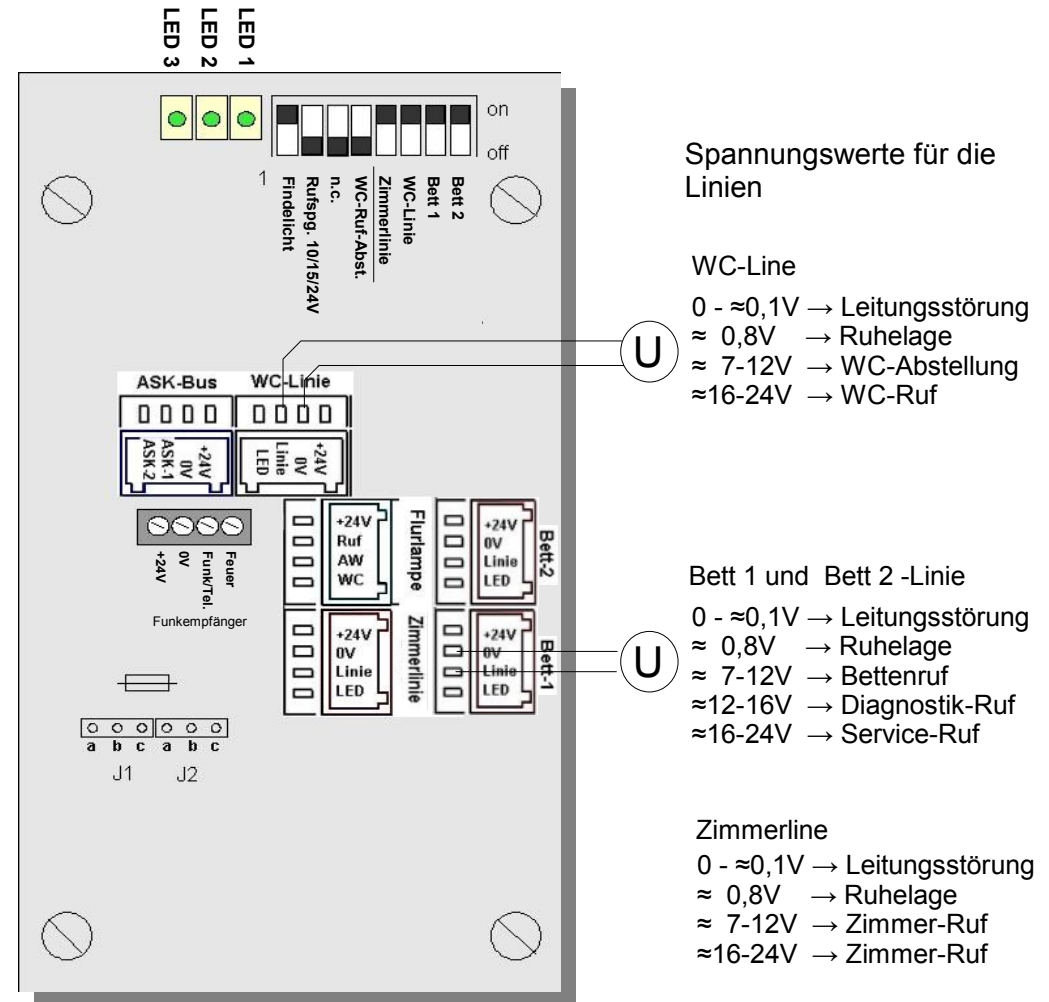 LED 3
LED 2
LED 1
on
off
1
Findelicht
Rufspg. 10/15/24V
n.c.
WC-Ruf-Abst.
Zimmerlinie
WC-Linie
Bett 1
Bett 2
Spannungswerte für die
Linien
WC-Line
0 - ≈0,1V → Leitungsstörung
≈ 0,8V → Ruhelage
≈ 7-12V → WC-Abstellung
≈16-24V → WC-Ruf
U
ASK-Bus
WC-Linie
ASK-2
ASK-1
0V
+24V
LED
Linie
0V
+24V
+24V
0V
Funk/Tel.
Feuer
Funkempfänger
+24V
Ruf
AW
WC
Flurlampe
+24V
0V
Linie
LED
Bett-2
+24V
0V
Linie
LED
Zimmerlinie
+24V
0V
Linie
LED
Bett-1
U
Bett 1 und Bett 2 -Linie
0 - ≈0,1V → Leitungsstörung
≈ 0,8V → Ruhelage
≈ 7-12V → Bettenruf
≈12-16V → Diagnostik-Ruf
≈16-24V → Service-Ruf
a b c a b c
J1 J2
Zimmerline
0 - ≈0,1V → Leitungsstörung
≈ 0,8V → Ruhelage
≈ 7-12V → Zimmer-Ruf
≈16-24V → Zimmer-Ruf